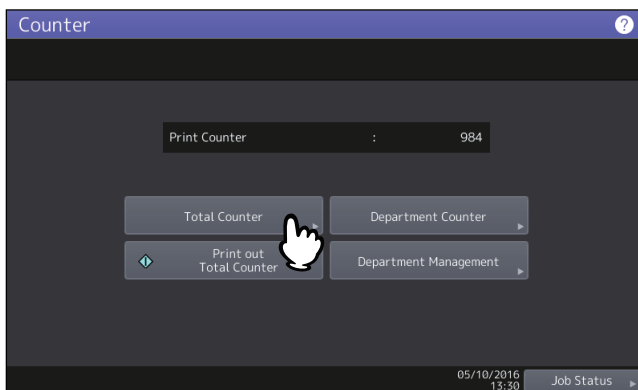 Counter
?
Print Counter : 984
Total Counter
Department Counter
Print out
Total Counter
Department Management
05/10/2016
13:30
Job Status